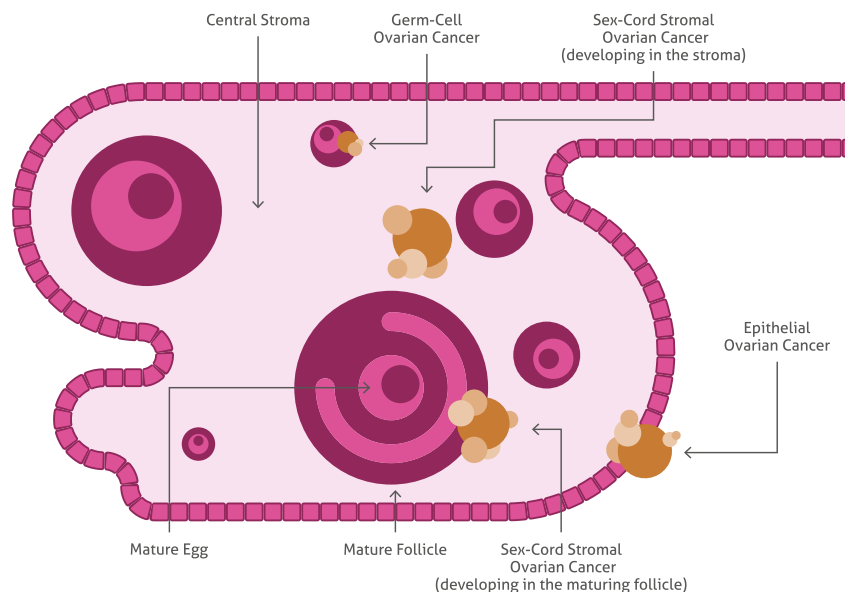 Central Stroma
Germ-Cell
Ovarian Cancer
Sex-Cord Stromal
Ovarian Cancer
(developing in the stroma)
Epithelial
Ovarian Cancer
Mature Egg
Mature Follicle
Sex-Cord Stromal
Ovarian Cancer
(developing in the maturing follicle)